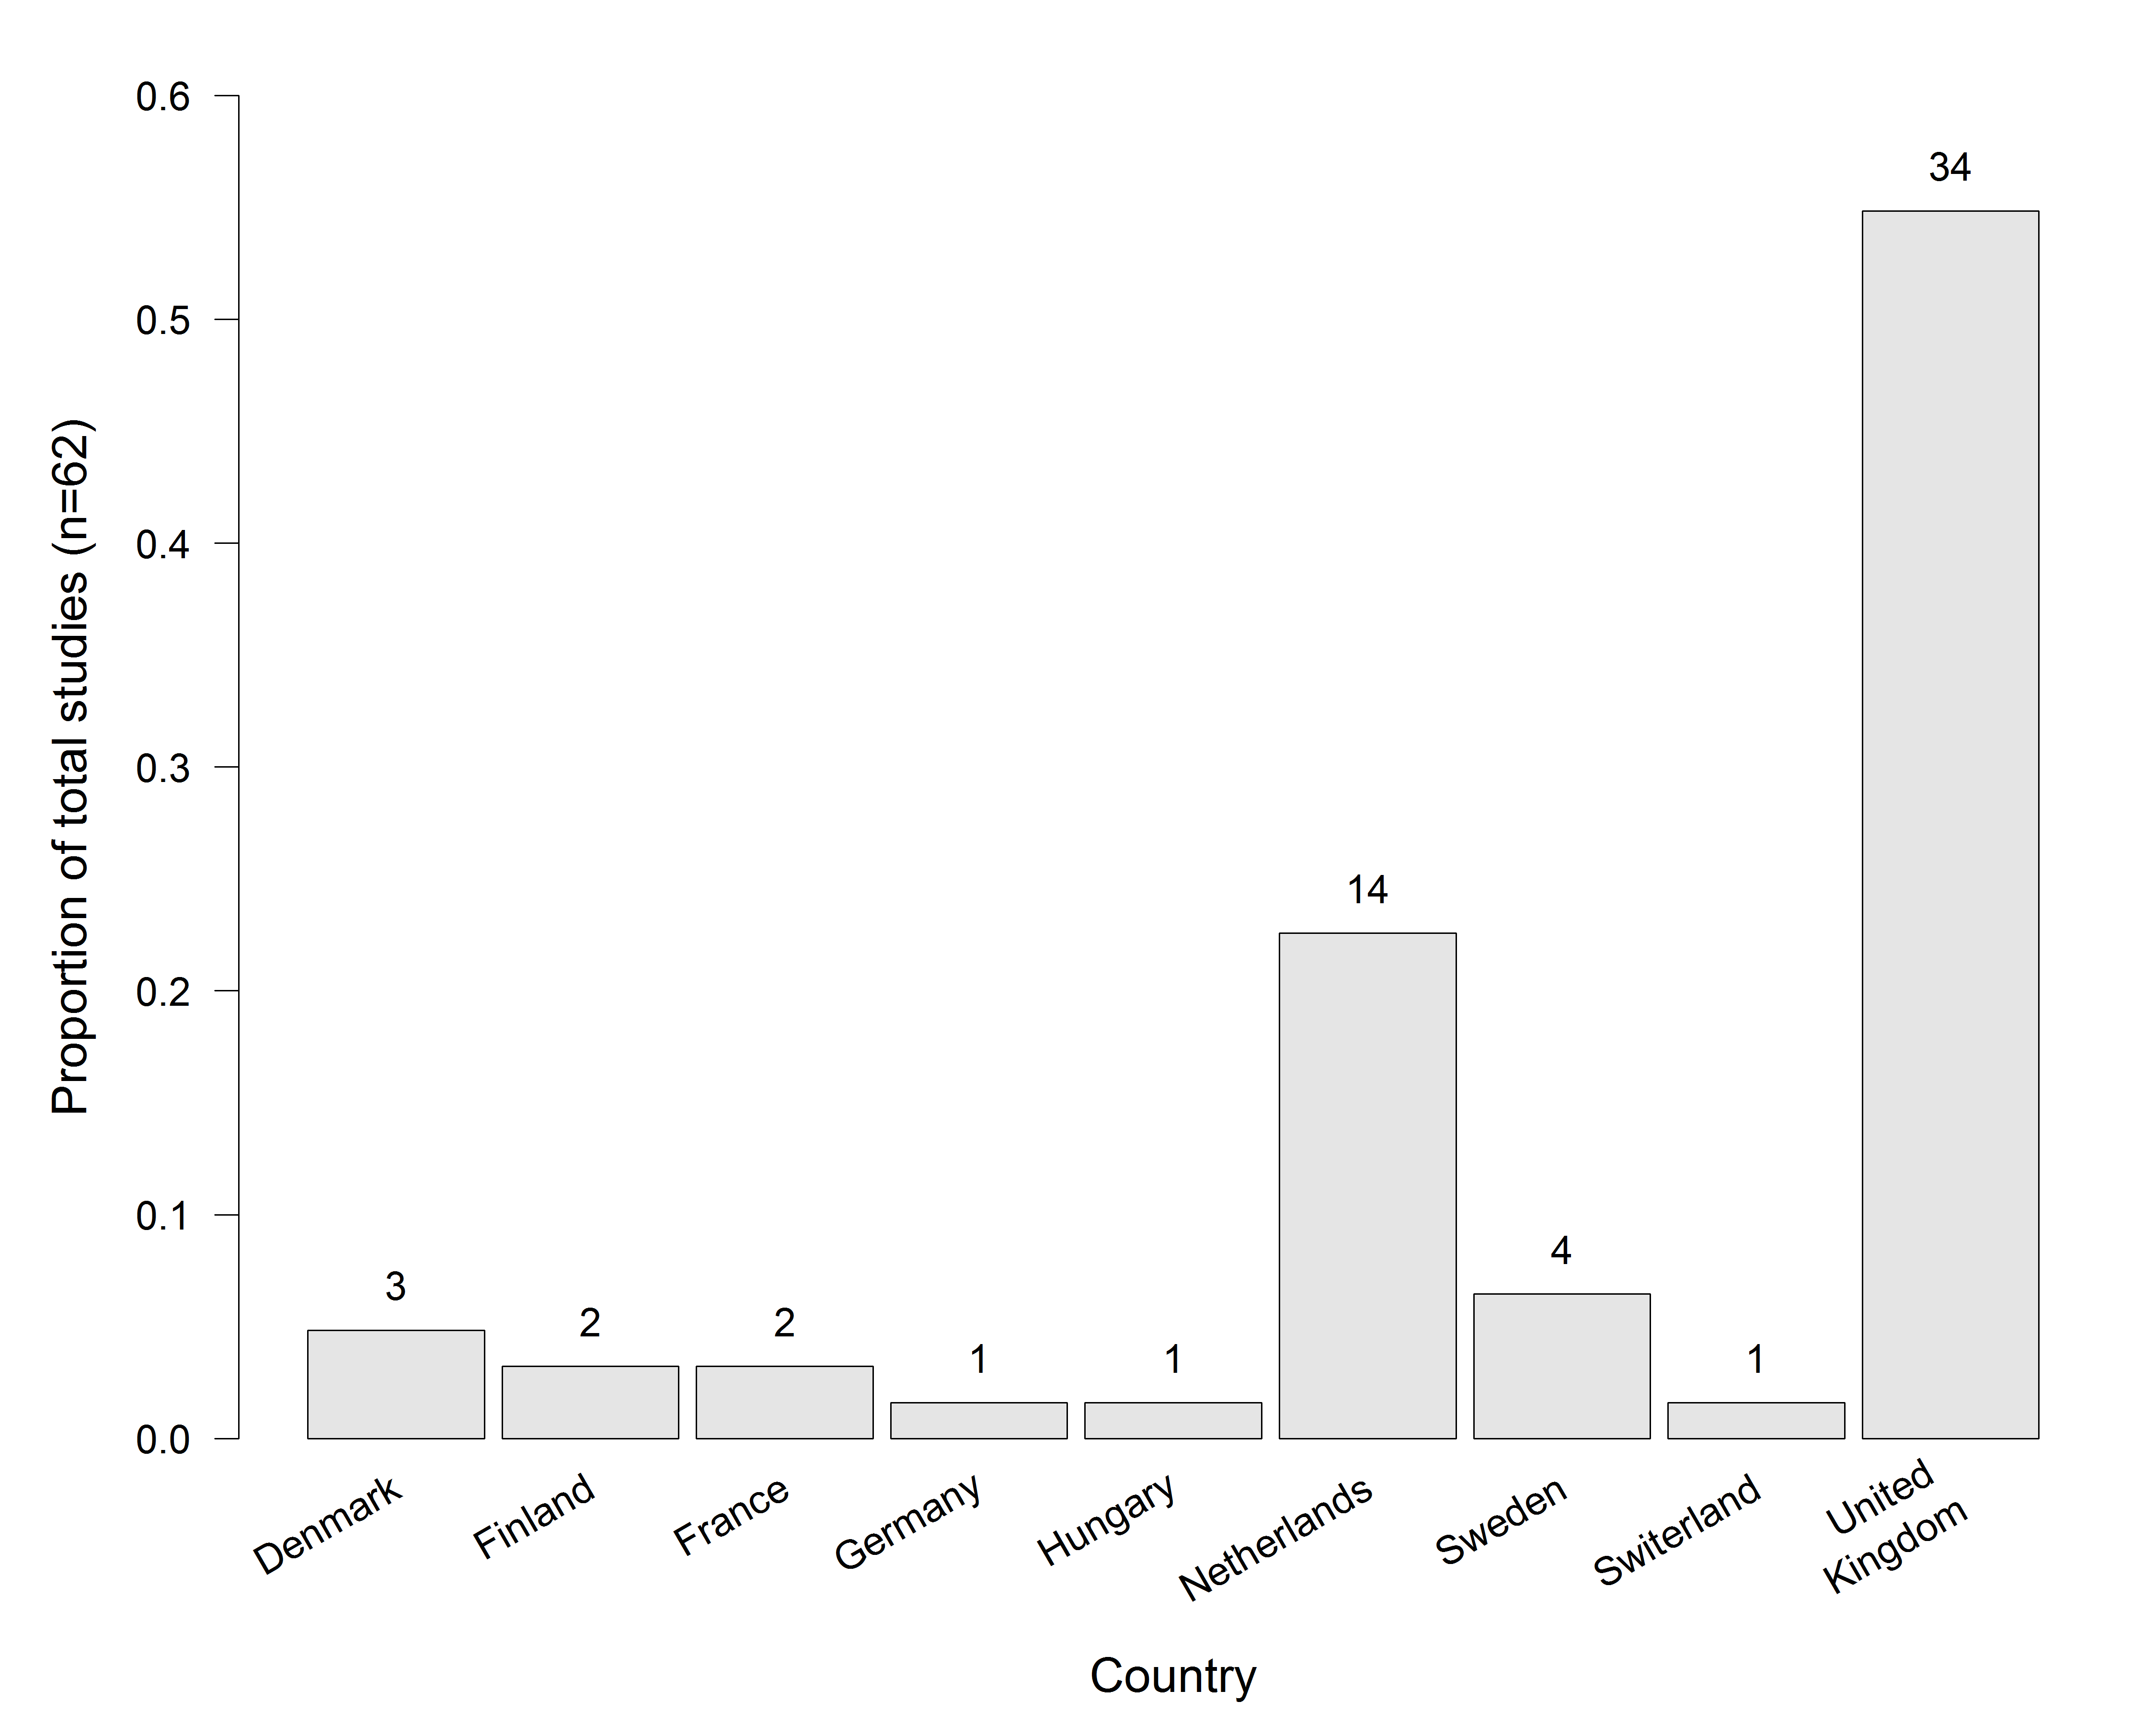 Proportion of total studies (n=62)
0.6
0.5
0.4
0.3
0.2
0.1
0.0
3
2
2
1
1
14
4
1
34
Denmark
Finland
France
Germany
Hungary
Netherlands
Sweden
Switerland
United
Kingdom
Country